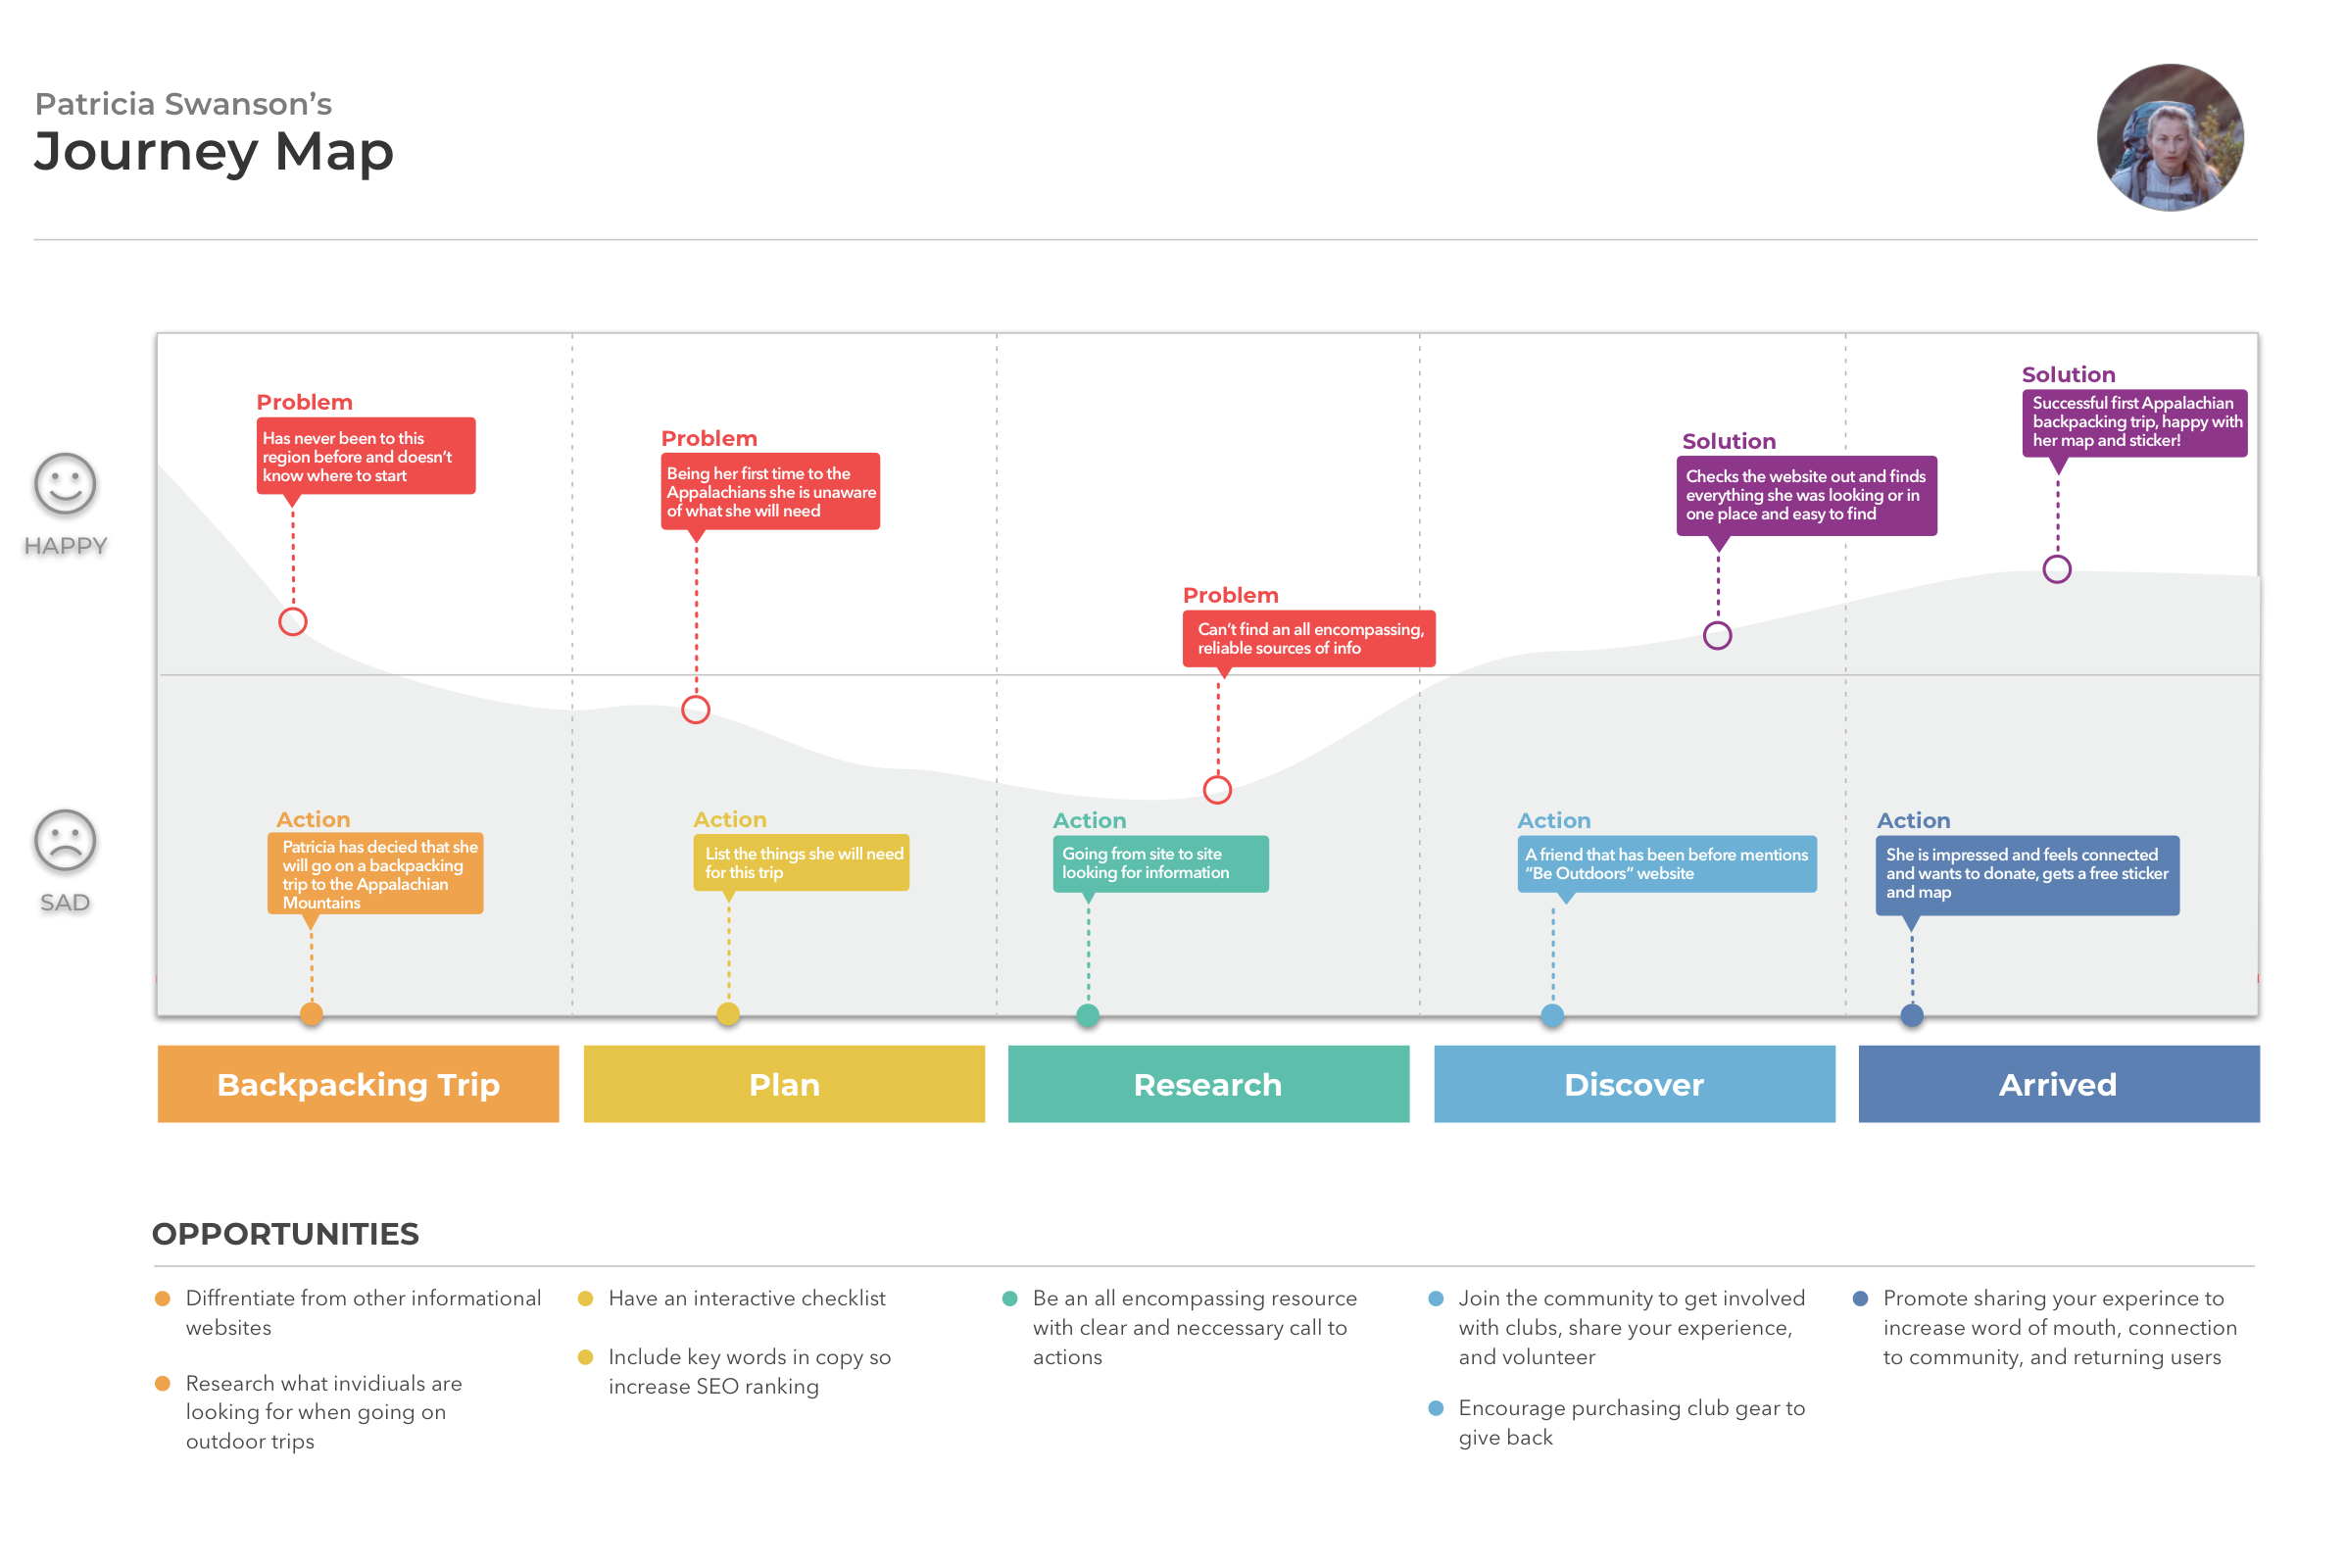 Patricia Swanson’s
Journey Map
HAPPY
SAD
Problem
Has never been to this
region before and doesn’t
know where to start
Problem
Being her first time to the
Appalachians she is unaware
of what she will need
Problem
Can’t find an all encompassing,
reliable sources of info
Solution
Checks the website out and finds
everything she was looking or in
one place and easy to find
Solution
Successful first Appalachian
backpacking trip, happy with
her map and sticker!
Action
Patricia has decied that she
will go on a backpacking
trip to the Appalachian
Mountains
Action
List the things she will need
for this trip
Action
Going from site to site
looking for information
Action
A friend that has been before mentions
“Be Outdoors” website
Action
She is impressed and feels connected
and wants to donate, gets a free sticker
and map
Backpacking Trip
Plan
Research
Discover
Arrived
OPPORTUNITIES
Diffrentiate from other informational
websites
Research what invidiuals are
looking for when going on
outdoor trips
Have an interactive checklist
Include key words in copy so
increase SEO ranking
Be an all encompassing resource
with clear and neccessary call to
actions
Join the community to get involved
with clubs, share your experience,
and volunteer
Encourage purchasing club gear to
give back
Promote sharing your experince to
increase word of mouth, connection
to community, and returning users